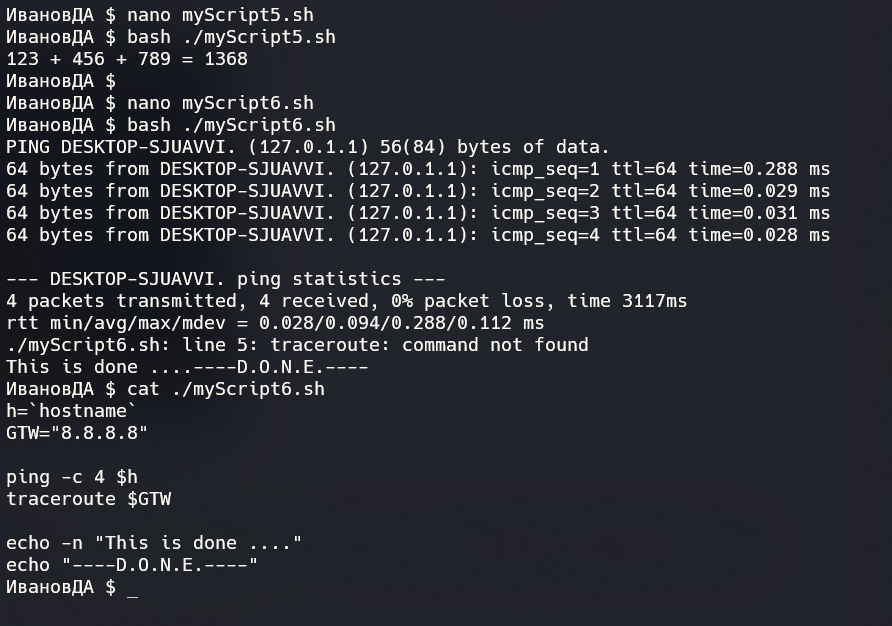 ИвановДА $ nano myScript5.sh
ИвановДА $ bash ./myScript5.sh
123 + 456 + 789 = 1368
ИвановДА $
ИвановДА $ nano myScript6.sh
ИвановДА $ bash ./myScript6.sh
PING DESKTOP-SJUAVVI. (127.0.1.1) 56(84) bytes of data.
64 bytes from DESKTOP-SJUAVVI. (127.0.1.1): icmp_seq=1 ttl=64 time=0.288 ms
64 bytes from DESKTOP-SJUAVVI. (127.0.1.1): icmp_seq=2 ttl=64 time=0.029 ms
64 bytes from DESKTOP-SJUAVVI. (127.0.1.1): icmp_seq=3 ttl=64 time=0.031 ms
64 bytes from DESKTOP-SJUAVVI. (127.0.1.1): icmp_seq=4 ttl=64 time=0.028 ms

--- DESKTOP-SJUAVVI. ping statistics ---
4 packets transmitted, 4 received, 0% packet loss, time 3117ms
rtt min/avg/max/mdev = 0.028/0.094/0.288/0.112 ms
./myScript6.sh: line 5: traceroute: command not found
This is done ....----D.O.N.E.----
ИвановДА $ cat ./myScript6.sh
h=`hostname`
GTW="8.8.8.8"

ping -c 4 $h
traceroute $GTW

echo -n "This is done ...."
echo "----D.O.N.E.----"
ИвановДА $ _